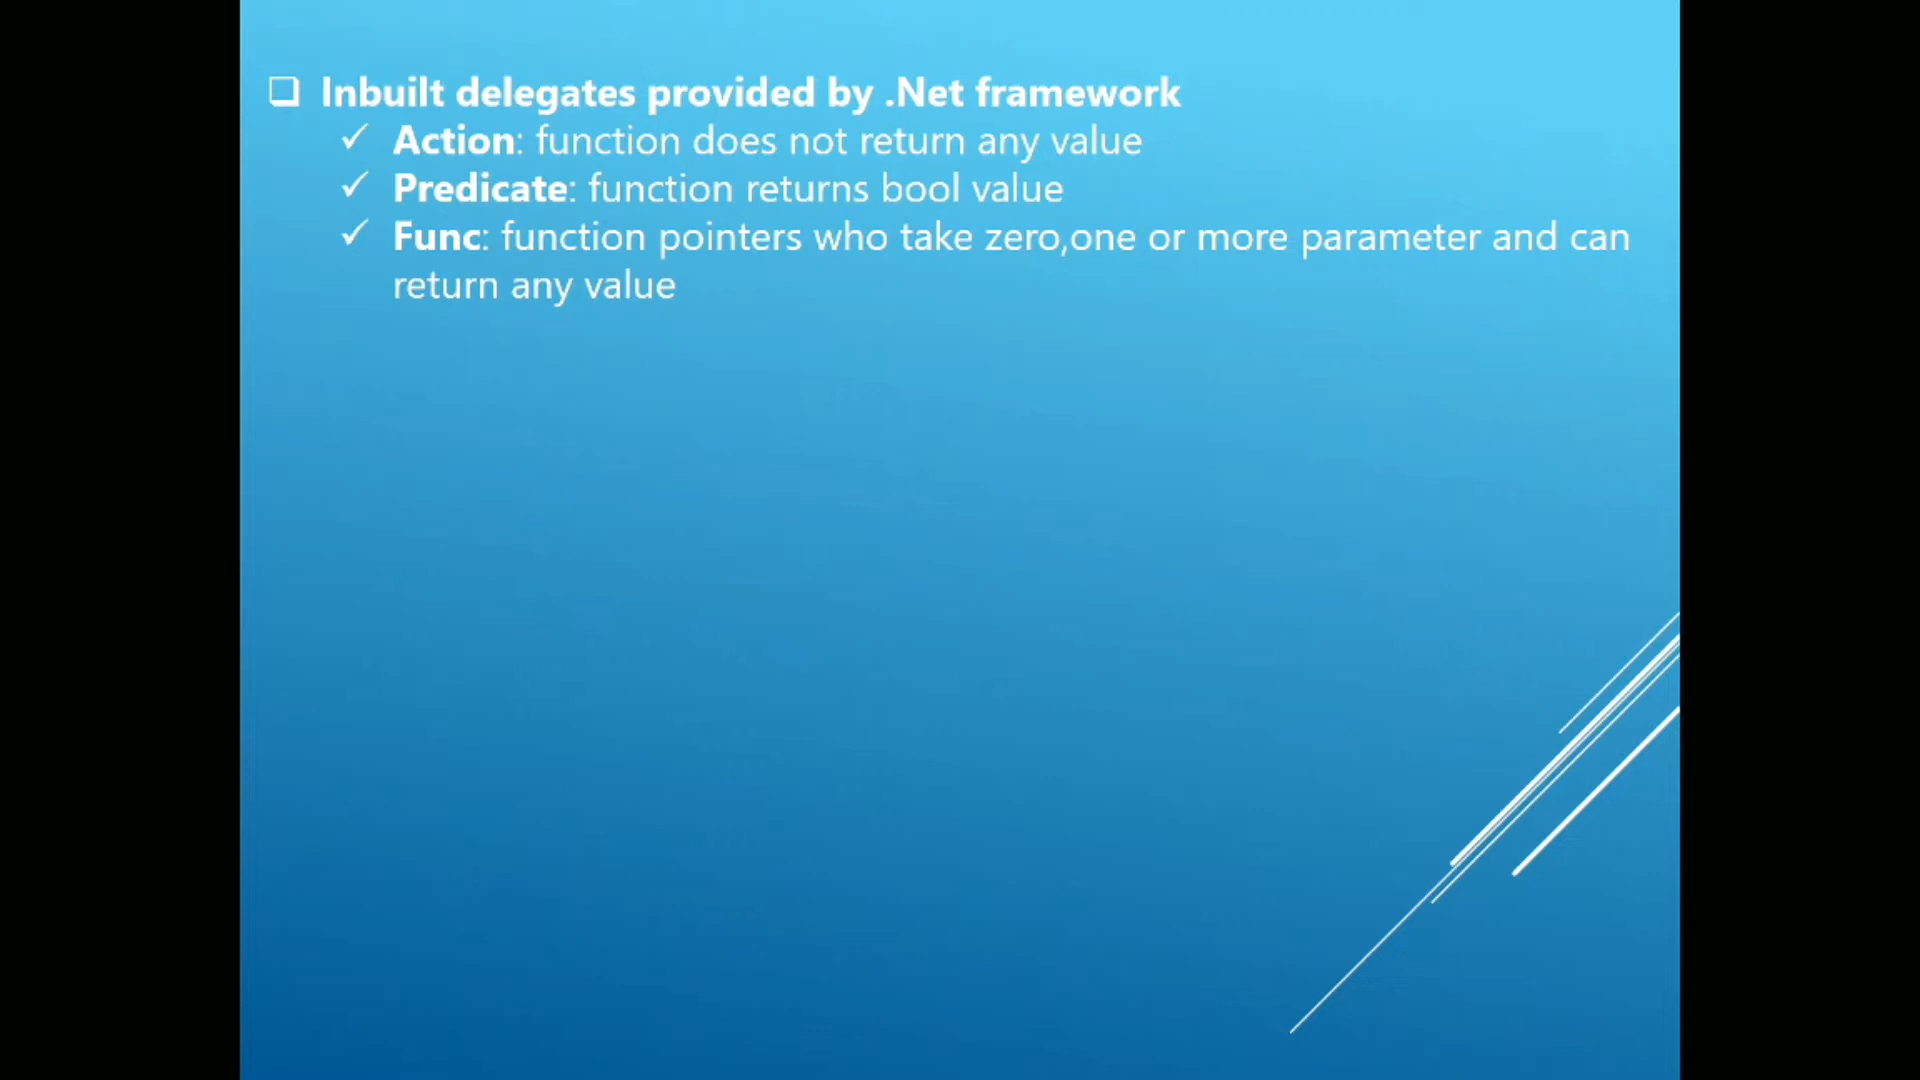 Inbuilt delegates provided by .Net framework
Action: function does not return any value
Predicate: function returns bool value
Func: function pointers who take zero,one or more parameter and can
return any value